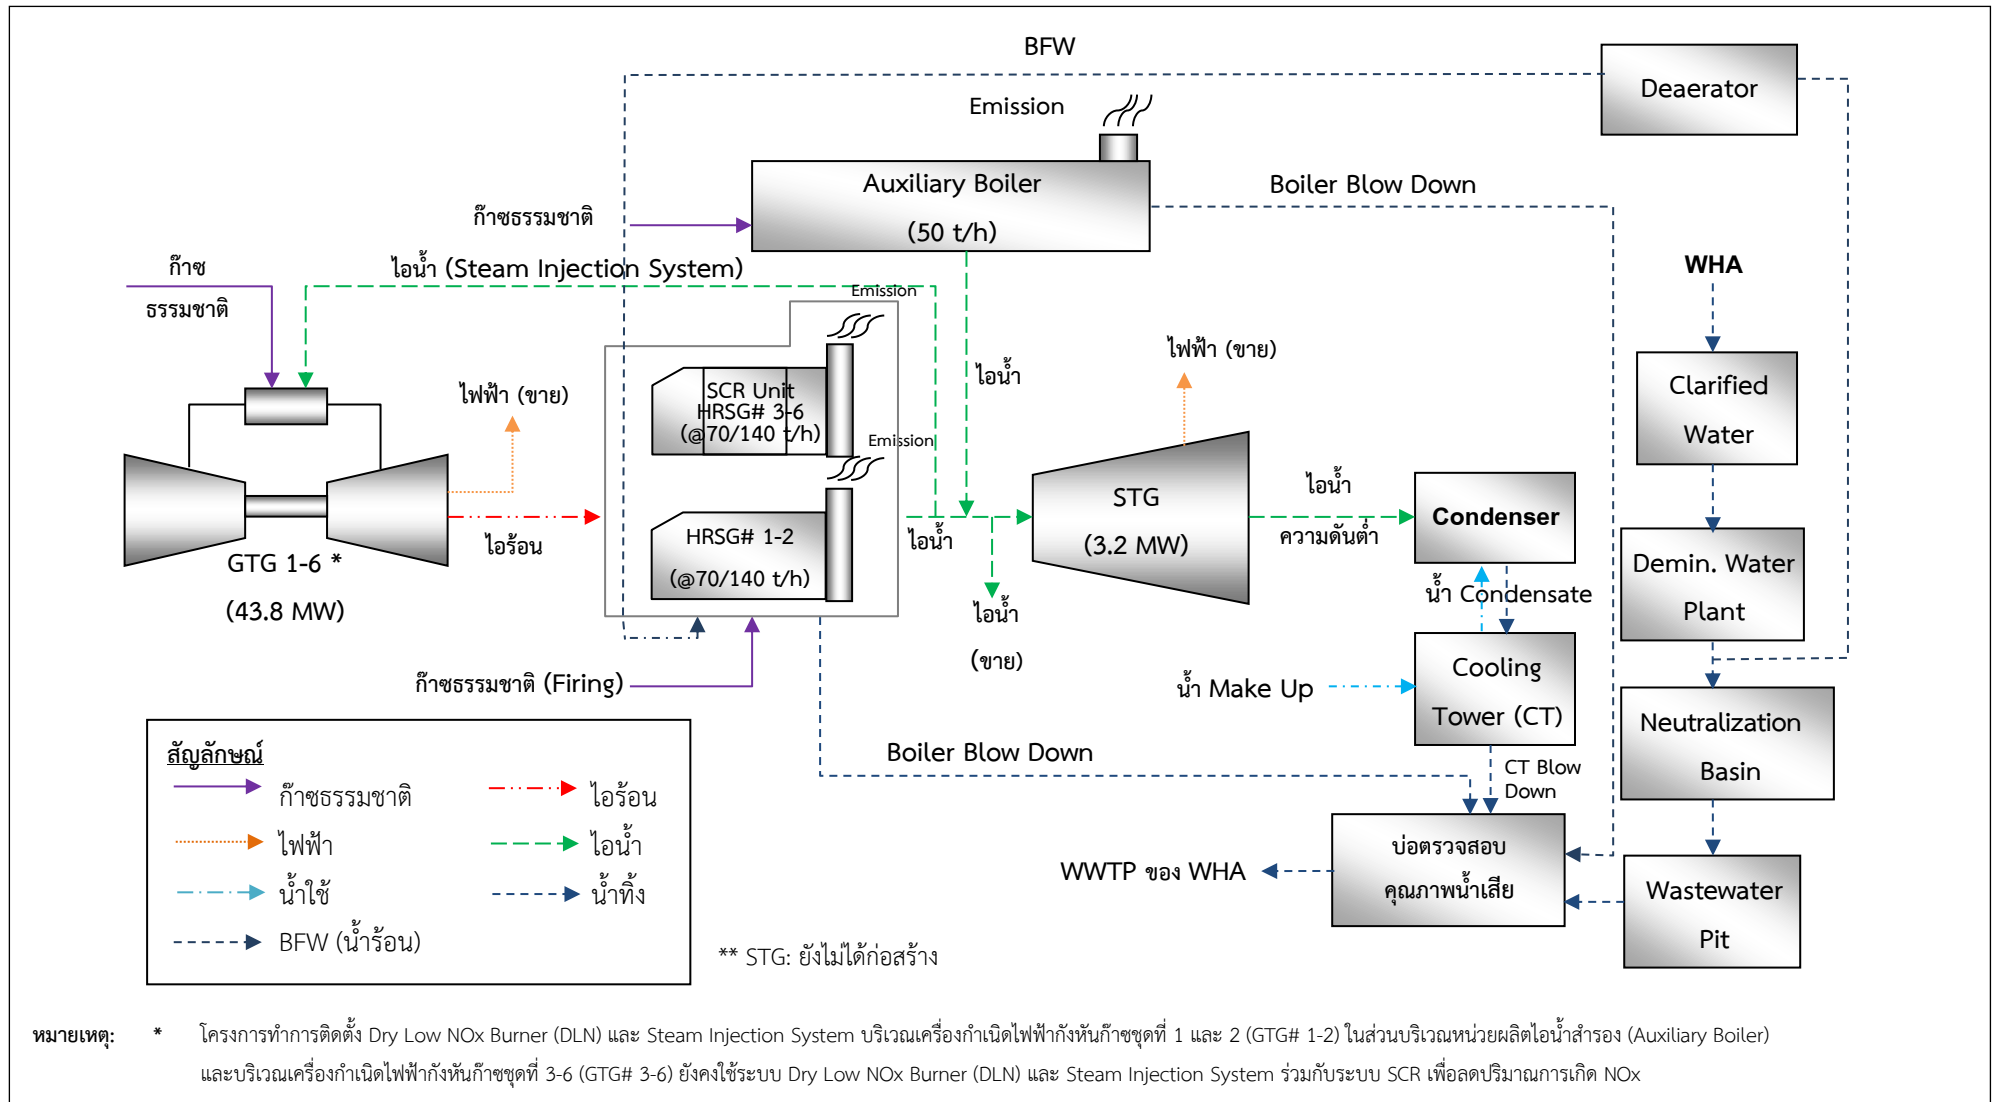 BFW
Deaerator
Emission
Auxiliary Boiler
(50 t/h)
Boiler Blow Down
ก๊าซธรรมชาติ
ก๊าซ
ธรรมชาติ
ไอน้ำ (Steam Injection System)
WHA
Emission
ไฟฟ้า (ขาย)
ไอน้ำ
ไฟฟ้า (ขาย)
Clarified
Water
SCR Unit
HRSG# 3-6
(@70/140 t/h)
Emission
ไอน้ำ
STG
(3.2 MW)
ไอน้ำ
ความดันต่ำ
Condenser
HRSG# 1-2
(@70/140 t/h)
ไอร้อน
GTG 1-6 *
(43.8 MW)
Demin. Water
Plant
น้ำ Condensate
ไอน้ำ
(ขาย)
ก๊าซธรรมชาติ (Firing)
น้ำ Make Up
Cooling
Tower (CT)
Neutralization
Basin
Boiler Blow Down
CT Blow
Down
สัญลักษณ์
ก๊าซธรรมชาติ
ไอร้อน
ไฟฟ้า
ไอน้ำ
น้ำใช้
น้ำทิ้ง
BFW (น้ำร้อน)
WWTP ของ WHA
บ่อตรวจสอบ
คุณภาพน้ำเสีย
Wastewater
Pit
** STG: ยังไม่ได้ก่อสร้าง
หมายเหตุ: * โครงการทำการติดตั้ง Dry Low NOx Burner (DLN) และ Steam Injection System บริเวณเครื่องกำเนิดไฟฟ้ากังหันก๊าซชุดที่ 1 และ 2 (GTG# 1-2) ในส่วนบริเวณหน่วยผลิตไอน้ำสำรอง (Auxiliary Boiler)
และบริเวณเครื่องกำเนิดไฟฟ้ากังหันก๊าซชุดที่ 3-6 (GTG# 3-6) ยังคงใช้ระบบ Dry Low NOx Burner (DLN) และ Steam Injection System ร่วมกับระบบ SCR เพื่อลดปริมาณการเกิด NOx